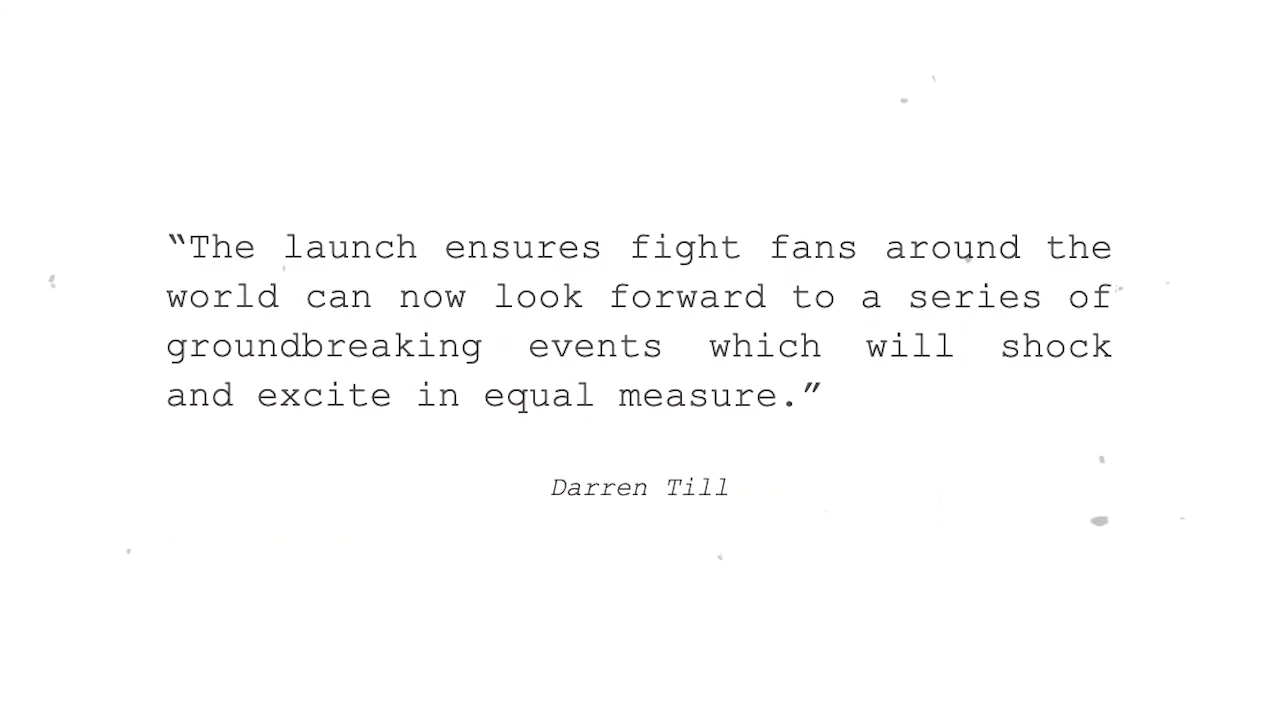 “The launch ensures fight fans around the
world can now look forward to a series of
groundbreaking events which will shock
and excite in equal measure.”
Darren Till